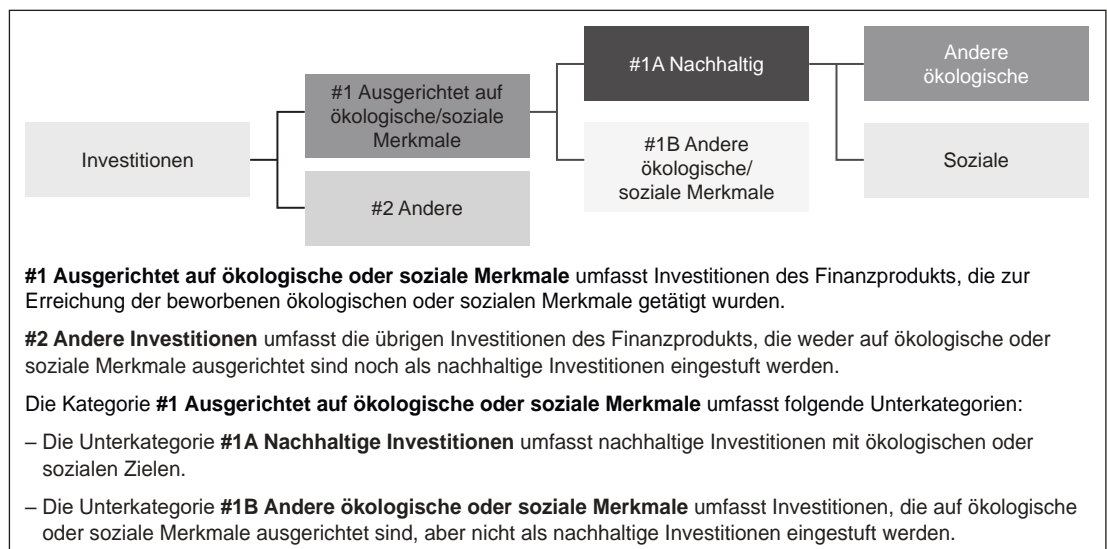 Investitionen
#1 Ausgerichtet auf
ökologische/soziale
Merkmale
#2 Andere
#1A Nachhaltig
#1B Andere
ökologische/
soziale Merkmale
Andere
ökologische
Soziale
#1 Ausgerichtet auf ökologische oder soziale Merkmale umfasst Investitionen des Finanzprodukts, die zur
Erreichung der beworbenen ökologischen oder sozialen Merkmale getätigt wurden.
#2 Andere Investitionen umfasst die übrigen Investitionen des Finanzprodukts, die weder auf ökologische oder
soziale Merkmale ausgerichtet sind noch als nachhaltige Investitionen eingestuft werden.
Die Kategorie #1 Ausgerichtet auf ökologische oder soziale Merkmale umfasst folgende Unterkategorien:
– Die Unterkategorie #1A Nachhaltige Investitionen umfasst nachhaltige Investitionen mit ökologischen oder
sozialen Zielen.
– Die Unterkategorie #1B Andere ökologische oder soziale Merkmale umfasst Investitionen, die auf ökologische
oder soziale Merkmale ausgerichtet sind, aber nicht als nachhaltige Investitionen eingestuft werden.